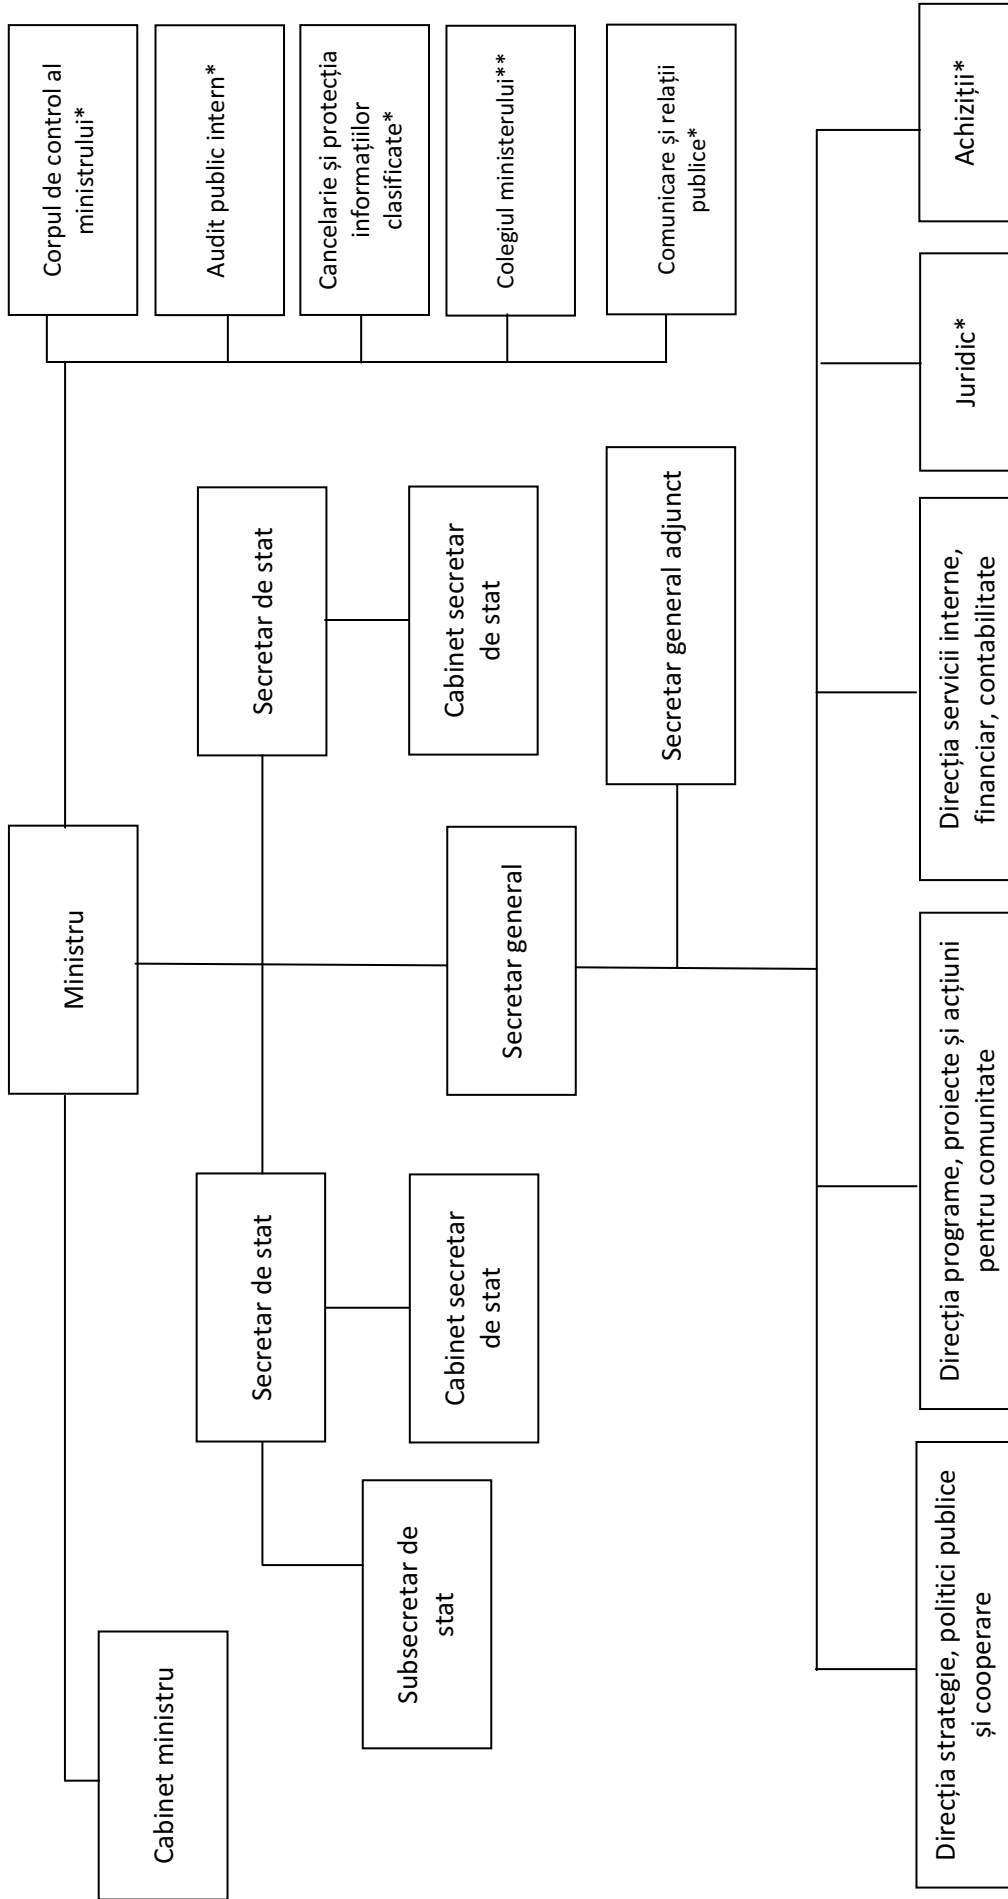 Ministru
Cabinet ministru
Corpul de control al
ministrului*
Audit public intern*
Cancelarie și protecția
informațiilor
clasificate*
Colegiul ministerului**
Comunicare și relații
publice*
Secretar de stat
Secretar de stat
Subsecretar de
stat
Cabinet secretar
de stat
Cabinet secretar
de stat
Secretar general
Secretar general adjunct
Direcția strategie, politici publice
și cooperare
Direcția programe, proiecte și acțiuni
pentru comunitate
Direcția servicii interne,
financiar, contabilitate
Juridic*
Achiziții*